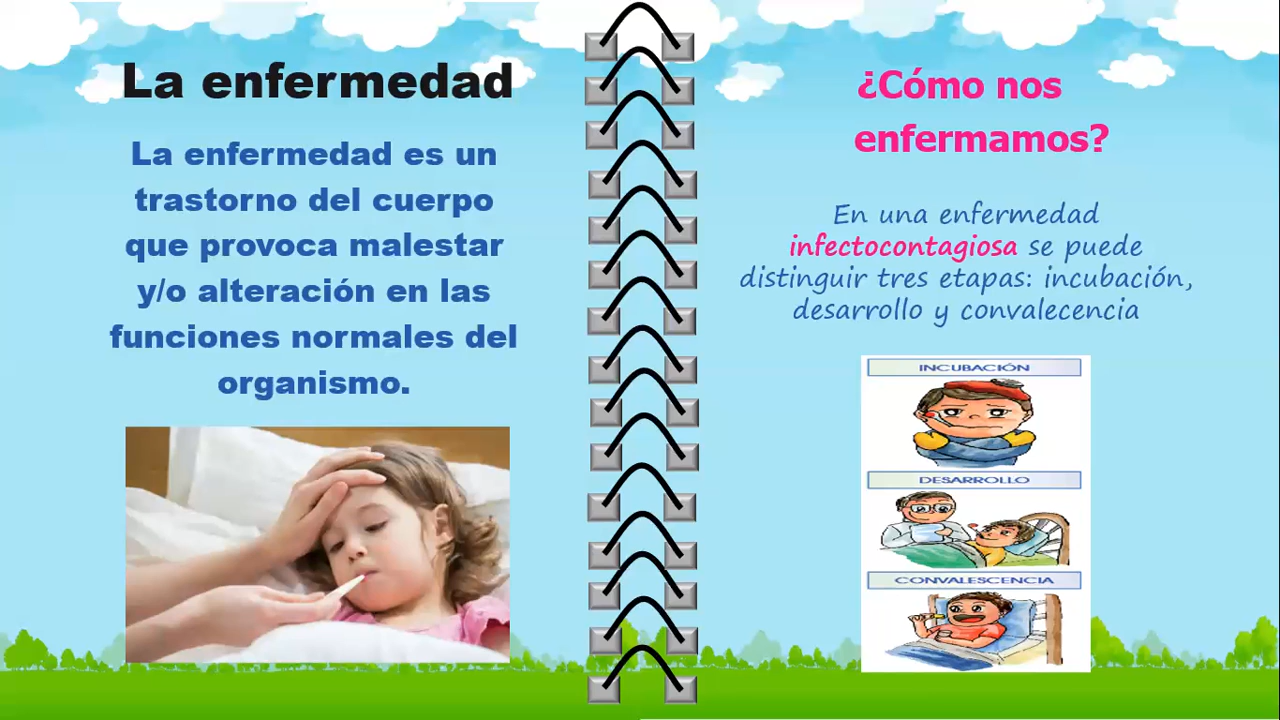 La enfermedad
La enfermedad es un
trastorno del cuerpo
que provoca malestar
y/o alteración en las
funciones normales del
organismo.
¿Cómo nos
enfermamos?
En una enfermedad
infectocontagiosa se puede
distinguir tres etapas: incubación,
desarrollo y convalecencia
INCUBACIÓN
DESARROLLO
CONVALESCENCIA